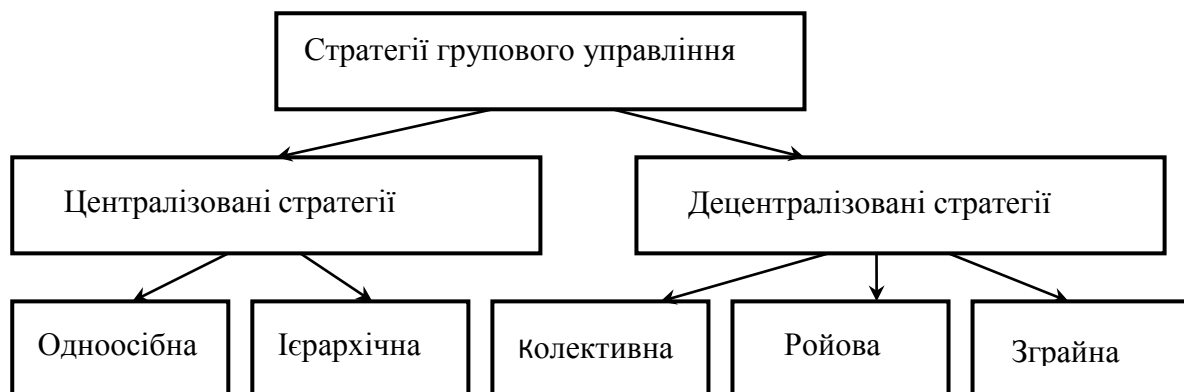 Стратегії групового управління
Централізовані стратегії
Децентралізовані стратегії
Одноосібна
Ієрархічна
Колективна
Ройова
Зграйна